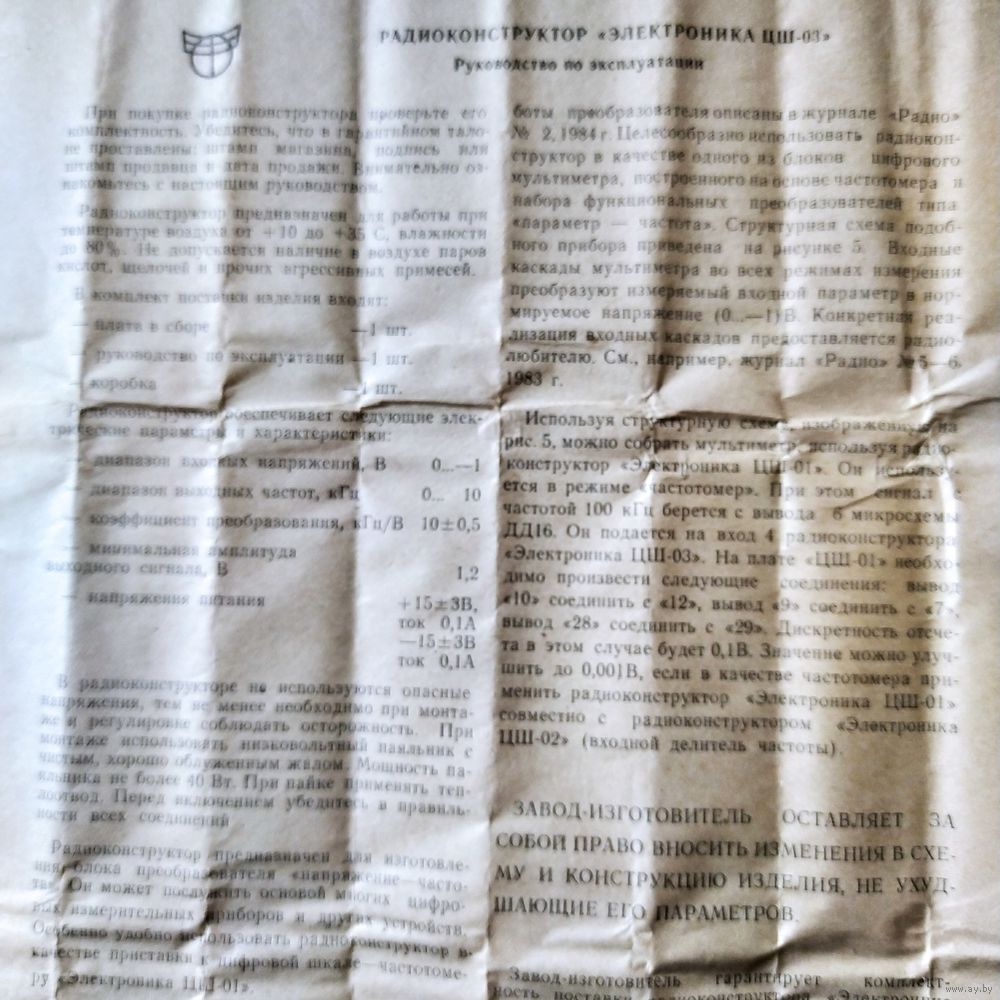 РАДИОКОНСТРУКТОР «ЭЛЕКТРОНИКА ЦШ-03»
Руководство по эксплуатации
При покупке радиоконструктора проверьте его
комплектность. Убедитесь, что в гарантийном тало-
не проставлены: штамп магазина, подпись или
штамп продавца и дата продажи. Внимательно оз-
накомьтесь с настоящим руководством.
Радиоконструктор предназначен для работы при
температуре воздуха от +10 до +35 С, влажности
до 80%. Не допускается наличие в воздухе паров
кислот, щелочей и прочих агрессивных примесей.
В комплект поставки изделия входят:
— плата в сборе —1 шт.
— руководство по эксплуатации —1 шт.
— коробка —1 шт.
Радиоконструктор обеспечивает следующие элек-
трические параметры и характеристики:
— диапазон входных напряжений, В 0...—1
— диапазон выходных частот, кГц 0... 10
— коэффициент преобразования, кГц/В 10±0,5
— минимальная амплитуда
выходного сигнала, В 1,2
— напряжения питания +15±3В,
ток 0,1А
—15±3В
ток 0,1А
В радиоконструкторе не используются опасные
напряжения, тем не менее необходимо при монта-
же и регулировке соблюдать осторожность. При
монтаже использовать низковольтный паяльник с
чистым, хорошо облуженным жалом. Мощность па-
яльника не более 40 Вт. При пайке применять теп-
лоотвод. Перед включением убедитесь в правиль-
ности всех соединений
Радиоконструктор предназначен для изготовле-
ния блока преобразователя «напряжение — часто-
та». Он может послужить основой многих цифро-
вых измерительных приборов и других устройств.
Особенно удобно использовать радиоконструктор в
качестве приставки к цифровой шкале—частотоме-
ру «Электроника ЦШ-01».
боты преобразователя описаны в журнале «Радио»
№ 2, 1984 г. Целесообразно использовать радиокон-
структор в качестве одного из блоков цифрового
мультиметра, построенного на основе частотомера и
набора функциональных преобразователей типа
«параметр — частота». Структурная схема подоб-
ного прибора приведена на рисунке 5. Входные
каскады мультиметра во всех режимах измерения
преобразуют измеряемый входной параметр в нор-
мируемое напряжение (0...—1)В. Конкретная реа-
лизация входных каскадов предоставляется радио-
любителю. См., например, журнал «Радио» № 5—6,
1983 г.
Используя структурную схему, изображенную на
рис. 5, можно собрать мультиметр, используя радио-
конструктор «Электроника ЦШ-01». Он использу-
ется в режиме «частотомер». При этом сигнал с
частотой 100 кГц берется с вывода 6 микросхемы
ДД16. Он подается на вход 4 радиоконструктора
«Электроника ЦШ-03». На плате «ЦШ-01» необхо-
димо произвести следующие соединения: вывод
«10» соединить с «12», вывод «9» соединить с «7»,
вывод «28» соединить с «29». Дискретность отсче-
та в этом случае будет 0,1В. Значение можно улуч-
шить до 0,001В, если в качестве частотомера при-
менить радиоконструктор «Электроника ЦШ-01»
совместно с радиоконструктором «Электроника
ЦШ-02» (входной делитель частоты).
ЗАВОД-ИЗГОТОВИТЕЛЬ ОСТАВЛЯЕТ ЗА
СОБОЙ ПРАВО ВНОСИТЬ ИЗМЕНЕНИЯ В СХЕ-
МУ И КОНСТРУКЦИЮ ИЗДЕЛИЯ, НЕ УХУД-
ШАЮЩИЕ ЕГО ПАРАМЕТРОВ.
Завод-изготовитель гарантирует комплект-
ность поставки радиоконструктора «Электрони-
www.ay.by